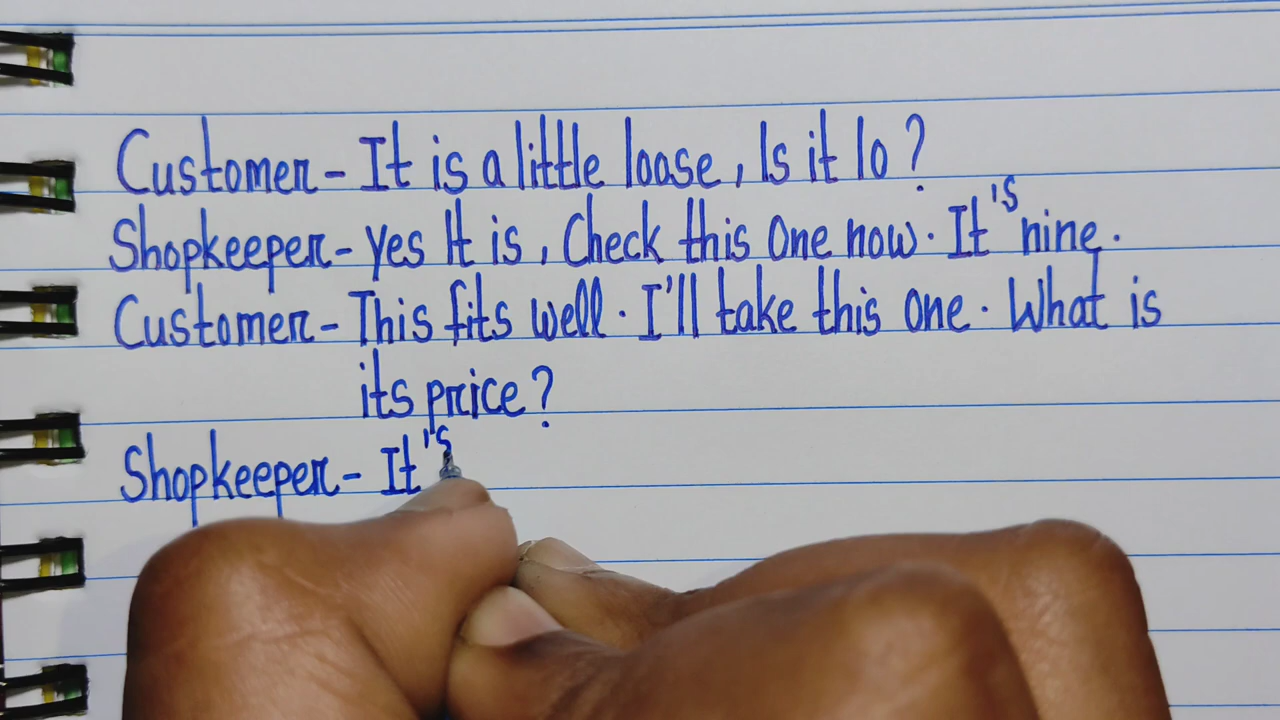 Customer - It is a little loose, Is it 10?
Shopkeeper - yes It is, Check this One now. It's nine.
Customer - This fits well. I'll take this one. What is
its price?
Shopkeeper - It's